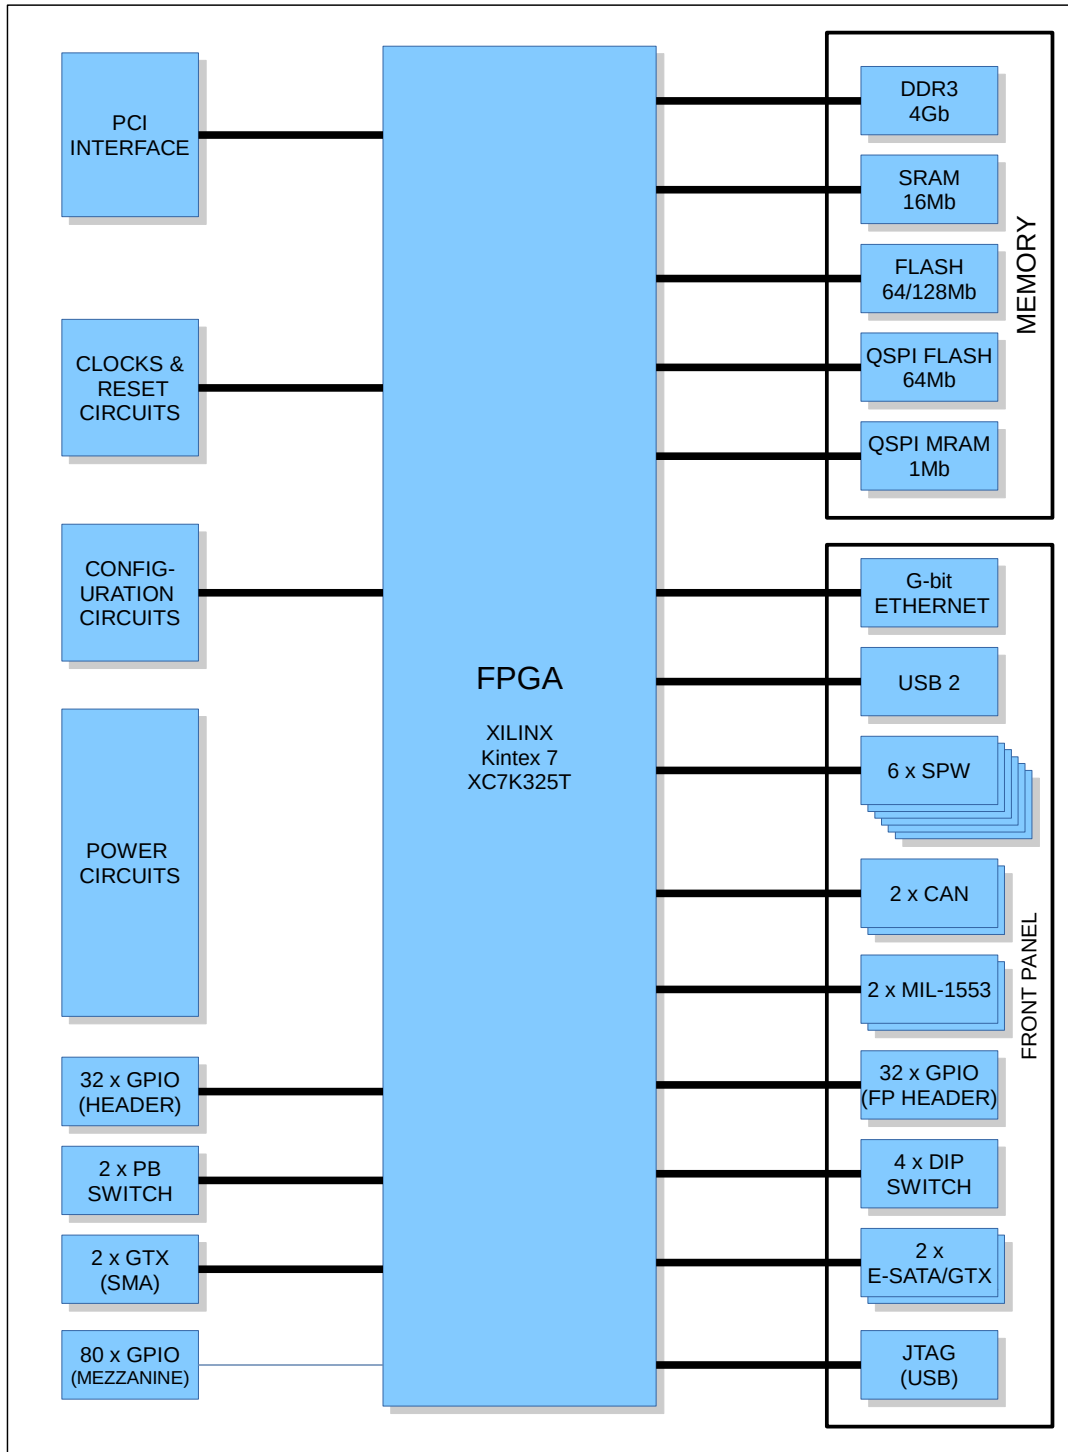 PCI
INTERFACE
CLOCKS &
RESET
CIRCUITS
CONFIG-
URATION
CIRCUITS
POWER
CIRCUITS
32 x GPIO
(HEADER)
2 x PB
SWITCH
2 x GTX
(SMA)
80 x GPIO
(MEZZANINE)
FPGA
XILINX
Kintex 7
XC7K325T
DDR3
4Gb
SRAM
16Mb
FLASH
64/128Mb
QSPI FLASH
64Mb
QSPI MRAM
1Mb
MEMORY
G-bit
ETHERNET
USB 2
6 x SPW
2 x CAN
2 x MIL-1553
32 x GPIO
(FP HEADER)
4 x DIP
SWITCH
2 x
E-SATA/GTX
JTAG
(USB)
FRONT PANEL